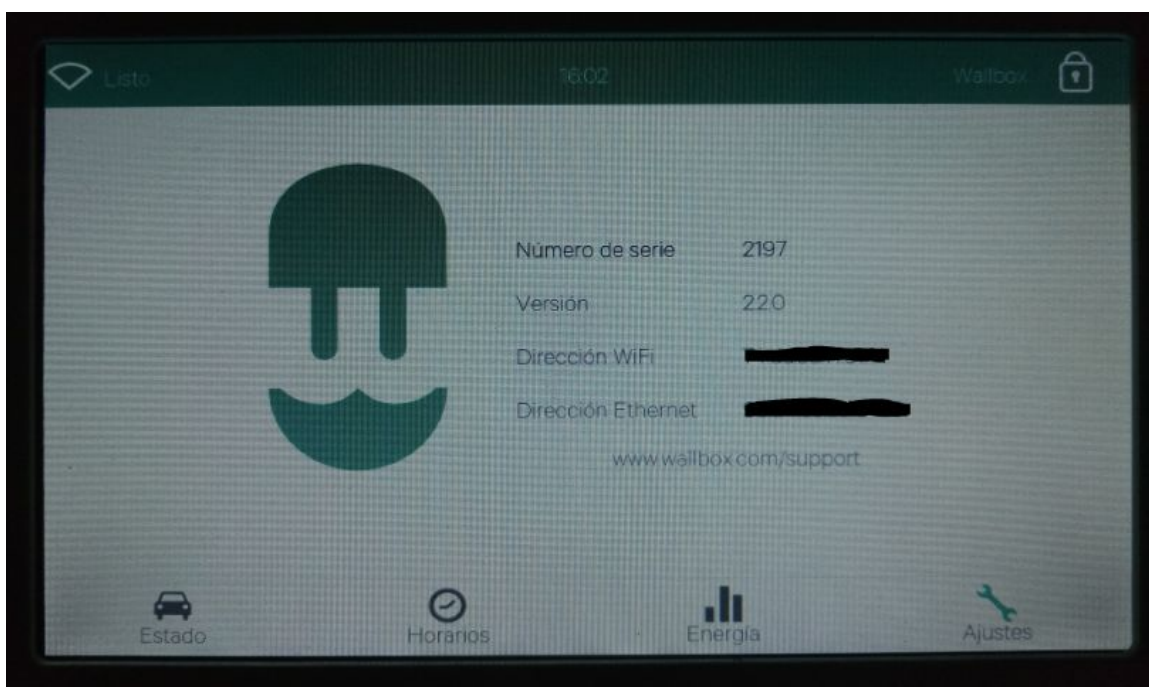 Listo 16:02 Wallbox
Número de serie 2197
Versión 2.2.0
Dirección WiFi
Dirección Ethernet
www.wallbox.com/support
Estado Horarios Energía Ajustes